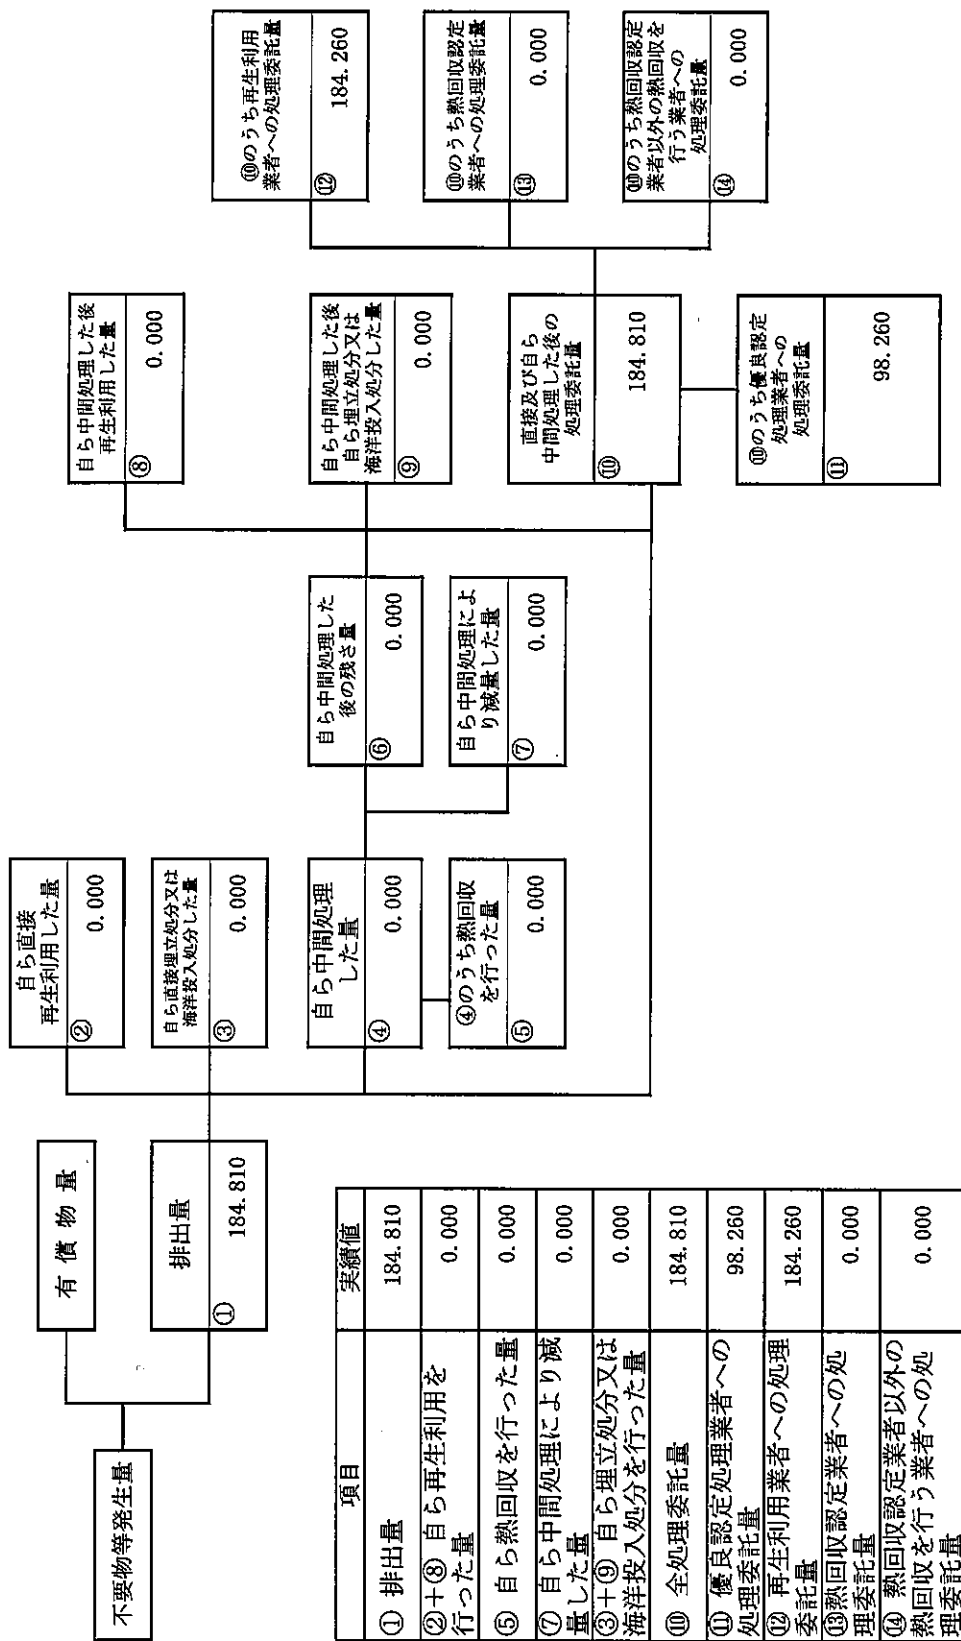 不要物等発生量
有償物量
排出量
①
184.810
自ら直接
再生利用した量
②
0.000
自ら直接埋立処分又は
海洋投入処分した量
③
0.000
自ら中間処理
した量
④
0.000
④のうち熱回収
を行った量
⑤
0.000
自ら中間処理した
後の残さ量
⑥
0.000
自ら中間処理によ
り減量した量
⑦
0.000
自ら中間処理した後
再生利用した量
⑧
0.000
自ら中間処理した後
自ら埋立処分又は
海洋投入処分した量
⑨
0.000
直接及び自ら
中間処理した後の
処理委託量
⑩
184.810
⑩のうち優良認定
処理業者への
処理委託量
⑪
98.260
⑩のうち再生利用
業者への処理委託量
⑫
184.260
⑩のうち熱回収認定
業者への処理委託量
⑬
0.000
⑩のうち熱回収認定
業者以外の熱回収を
行う業者への
処理委託量
⑭
0.000
項目 実績値
① 排出量 184.810
②+⑧ 自ら再生利用を
行った量 0.000
⑤ 自ら熱回収を行った量 0.000
⑦ 自ら中間処理により減
量した量 0.000
③+⑨ 自ら埋立処分又は
海洋投入処分を行った量 0.000
⑩ 全処理委託量 184.810
⑪ 優良認定処理業者への
処理委託量 98.260
⑫ 再生利用業者への処理
委託量 184.260
⑬熱回収認定業者への処
理委託量 0.000
⑭ 熱回収認定業者以外の
熱回収を行う業者への処
理委託量 0.000